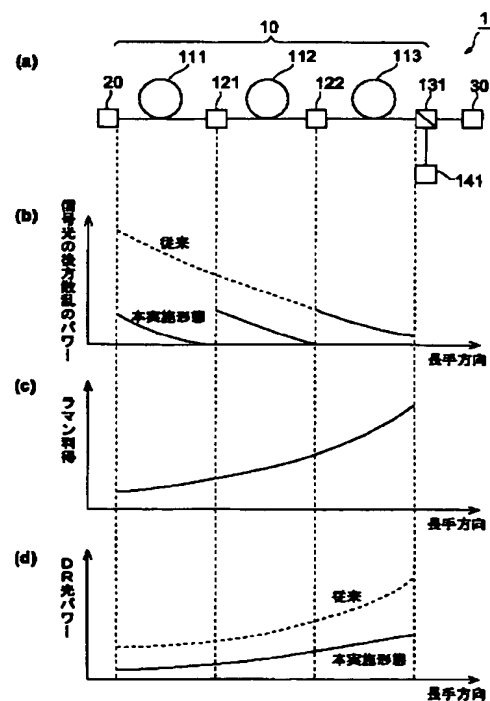 1
10
(a)
111
112
113
20
121
122
131
30
141
(b)
信号光の後方散乱のパワー
従来
本実施形態
長手方向
(c)
ラマン利得
長手方向
(d)
DR光パワー
従来
本実施形態
長手方向